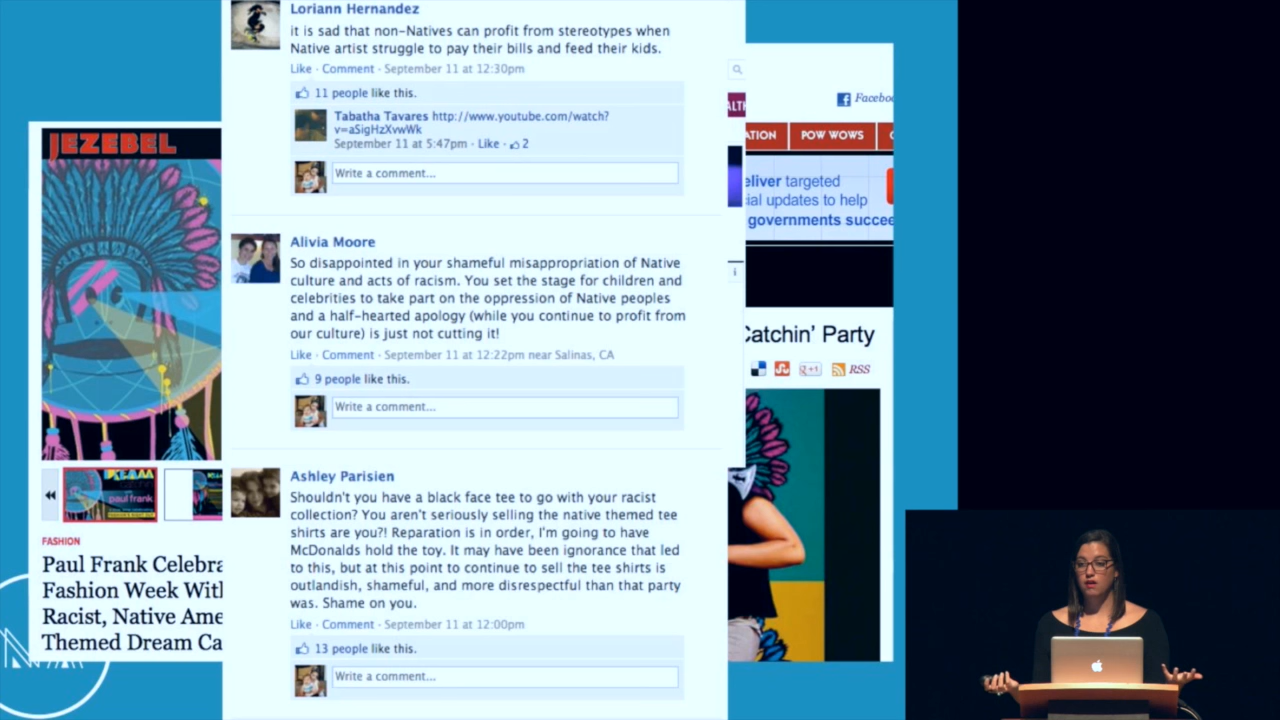 Loriann Hernandez
it is sad that non-Natives can profit from stereotypes when
Native artist struggle to pay their bills and feed their kids.
Like · Comment · September 11 at 12:30pm
11 people like this.
Tabatha Tavares http://www.youtube.com/watch?
v=aSigHzXvwWk
September 11 at 5:47pm · Like · 2
Write a comment...
Alivia Moore
So disappointed in your shameful misappropriation of Native
culture and acts of racism. You set the stage for children and
celebrities to take part on the oppression of Native peoples
and a half-hearted apology (while you continue to profit from
our culture) is just not cutting it!
Like · Comment · September 11 at 12:22pm near Salinas, CA
9 people like this.
Write a comment...
Ashley Parisien
Shouldn't you have a black face tee to go with your racist
collection? You aren't seriously selling the native themed tee
shirts are you?! Reparation is in order, I'm going to have
McDonalds hold the toy. It may have been ignorance that led
to this, but at this point to continue to sell the tee shirts is
outlandish, shameful, and more disrespectful than that party
was. Shame on you.
Like · Comment · September 11 at 12:00pm
13 people like this.
Write a comment...
JEZEBEL
paul frank
FASHION
Paul Frank Celebra
Fashion Week With
Racist, Native Ame
Themed Dream Ca
Faceboo
ALTH
ATION
POW WOWS
eliver targeted
ial updates to help
governments succee
Catchin' Party
g +1
RSS